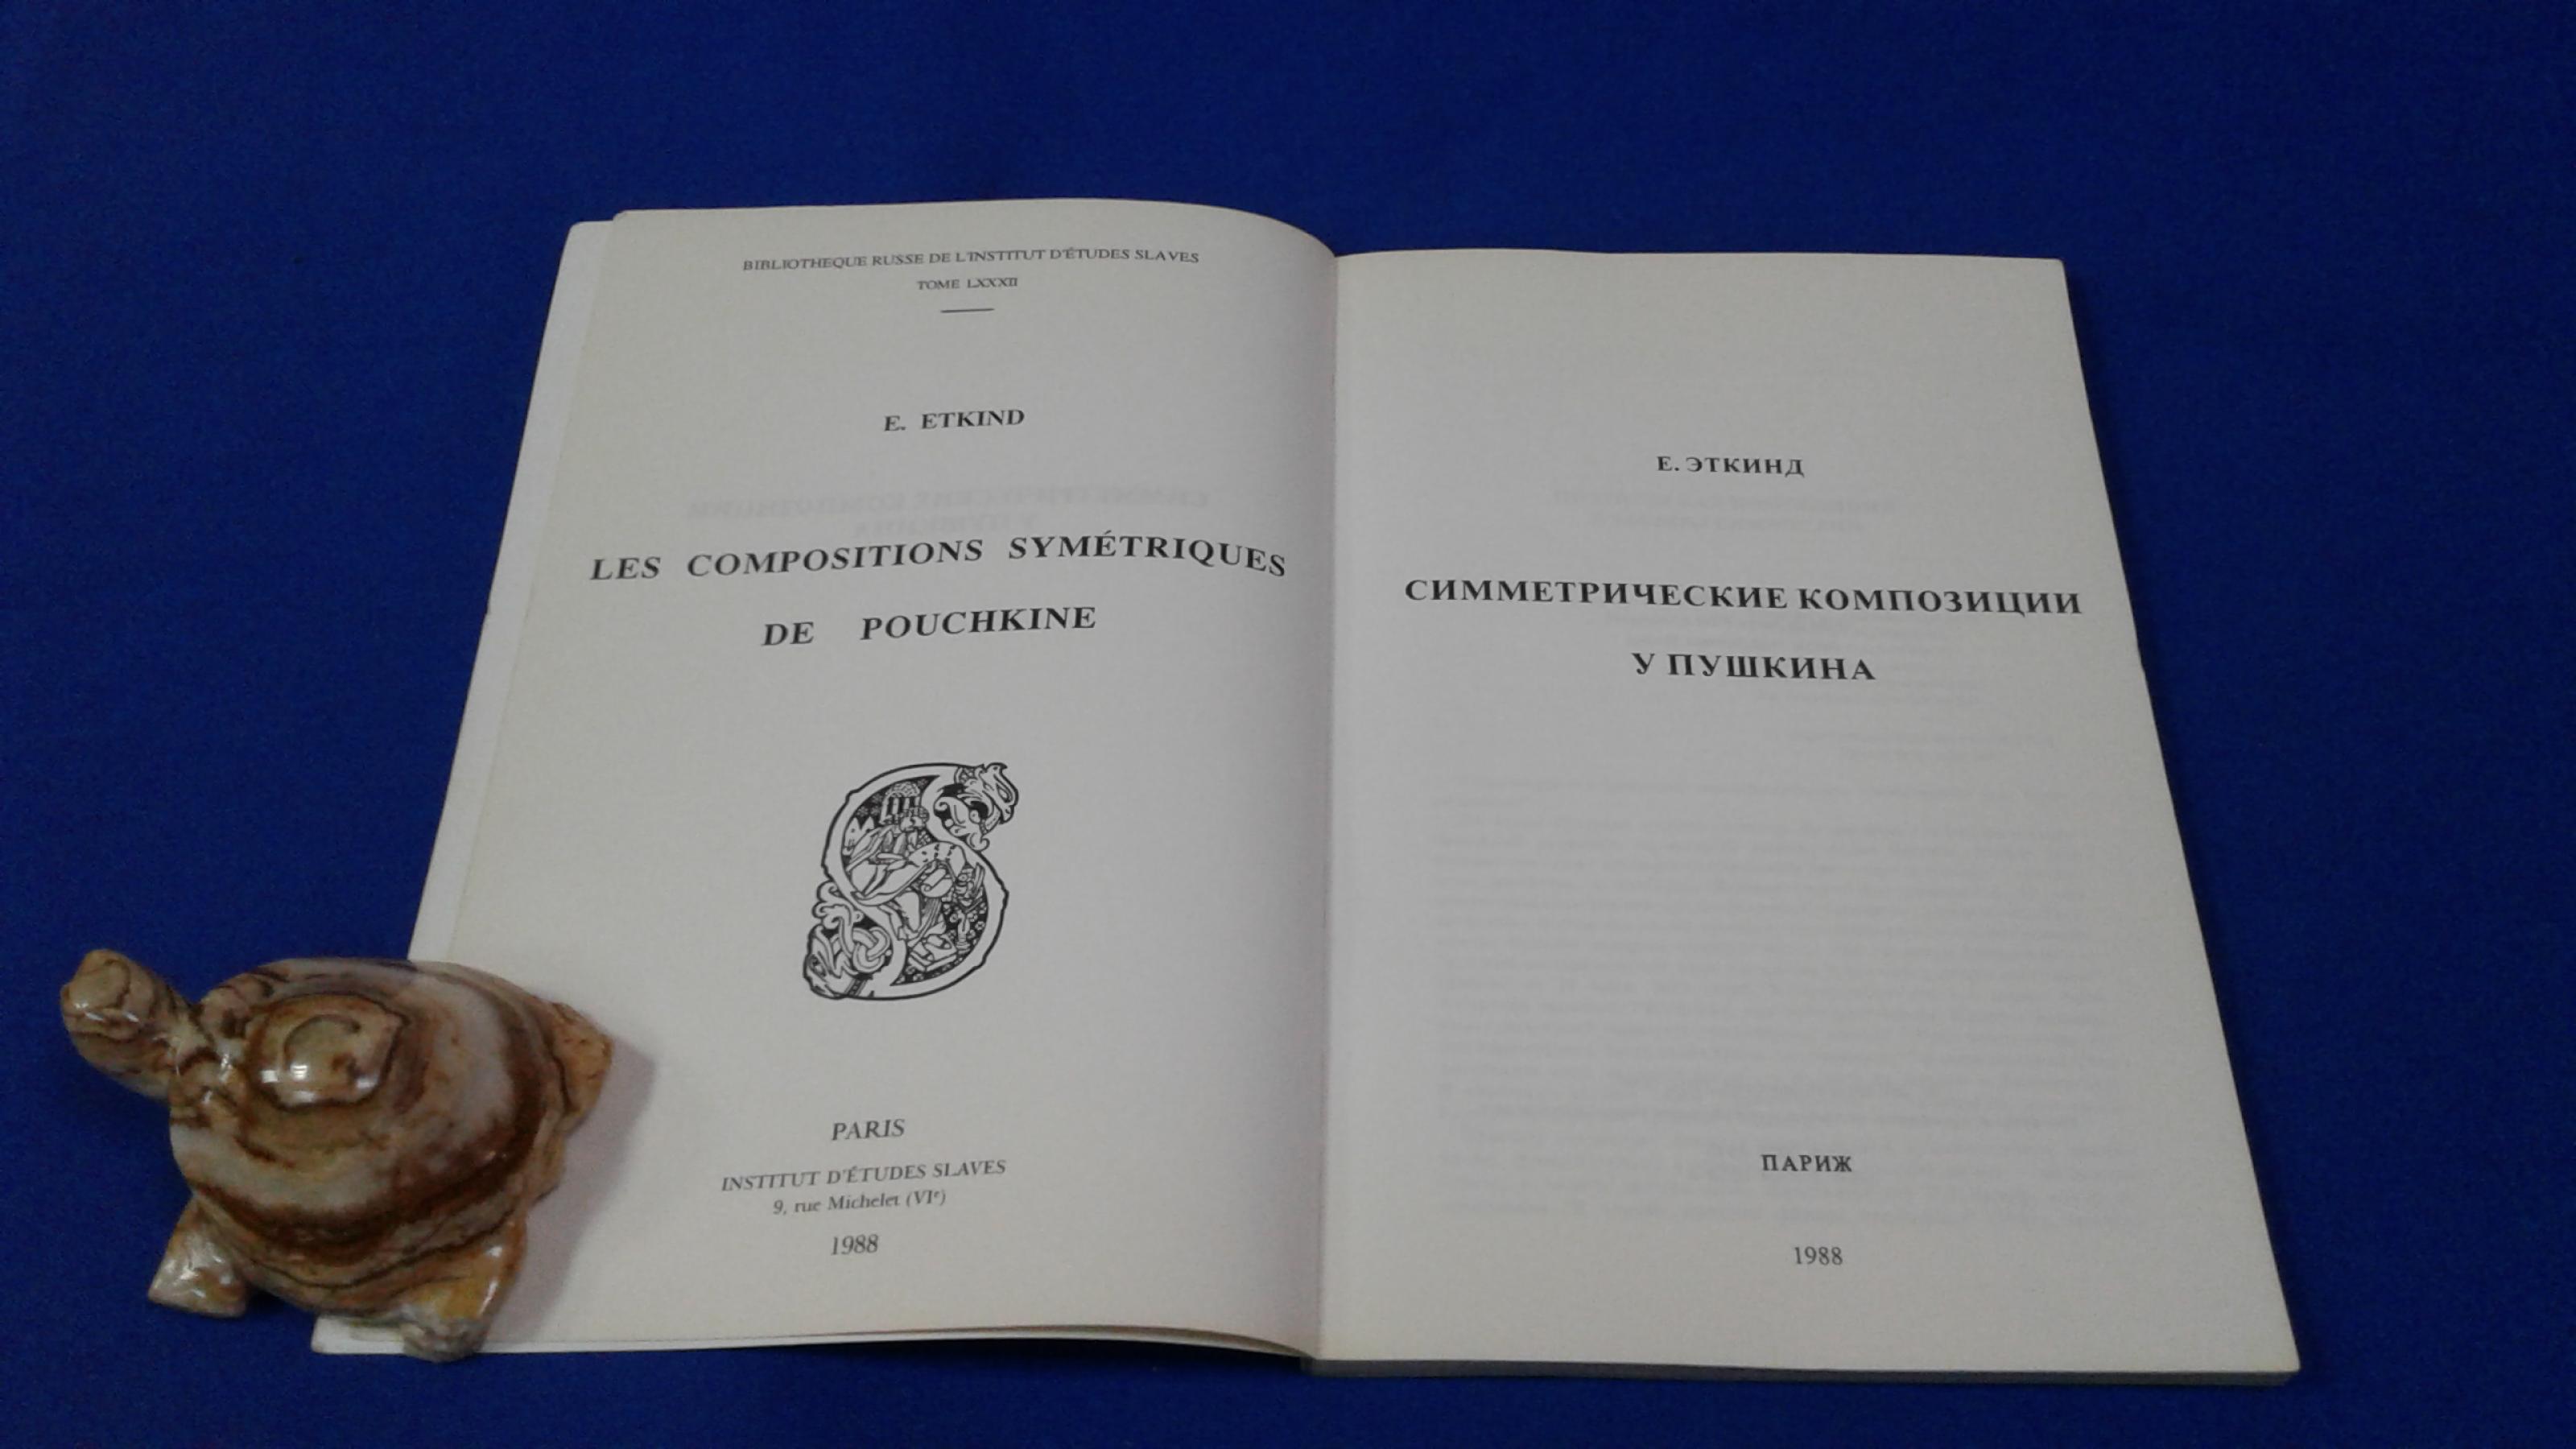 BIBLIOTHEQUE RUSSE DE L'INSTITUT D'ÉTUDES SLAVES
TOME LXXXII
E. ETKIND
LES COMPOSITIONS SYMÉTRIQUES
DE POUCHKINE
PARIS
INSTITUT D'ÉTUDES SLAVES
9, rue Michelet (VIe)
1988
Е. ЭТКИНД
СИММЕТРИЧЕСКИЕ КОМПОЗИЦИИ
У ПУШКИНА
ПАРИЖ
1988